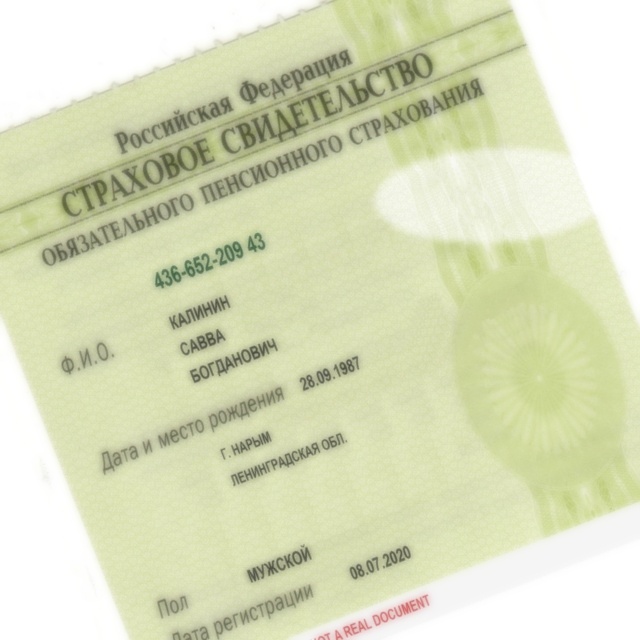 Российская Федерация
СТРАХОВОЕ СВИДЕТЕЛЬСТВО
ОБЯЗАТЕЛЬНОГО ПЕНСИОННОГО СТРАХОВАНИЯ
436-652-209 43
Ф.И.О. КАЛИНИН
САВВА
БОГДАНОВИЧ
Дата и место рождения 28.09.1987
Г. НАРЫМ
ЛЕНИНГРАДСКАЯ ОБЛ.
Пол МУЖСКОЙ
Дата регистрации 08.07.2020
NOT A REAL DOCUMENT